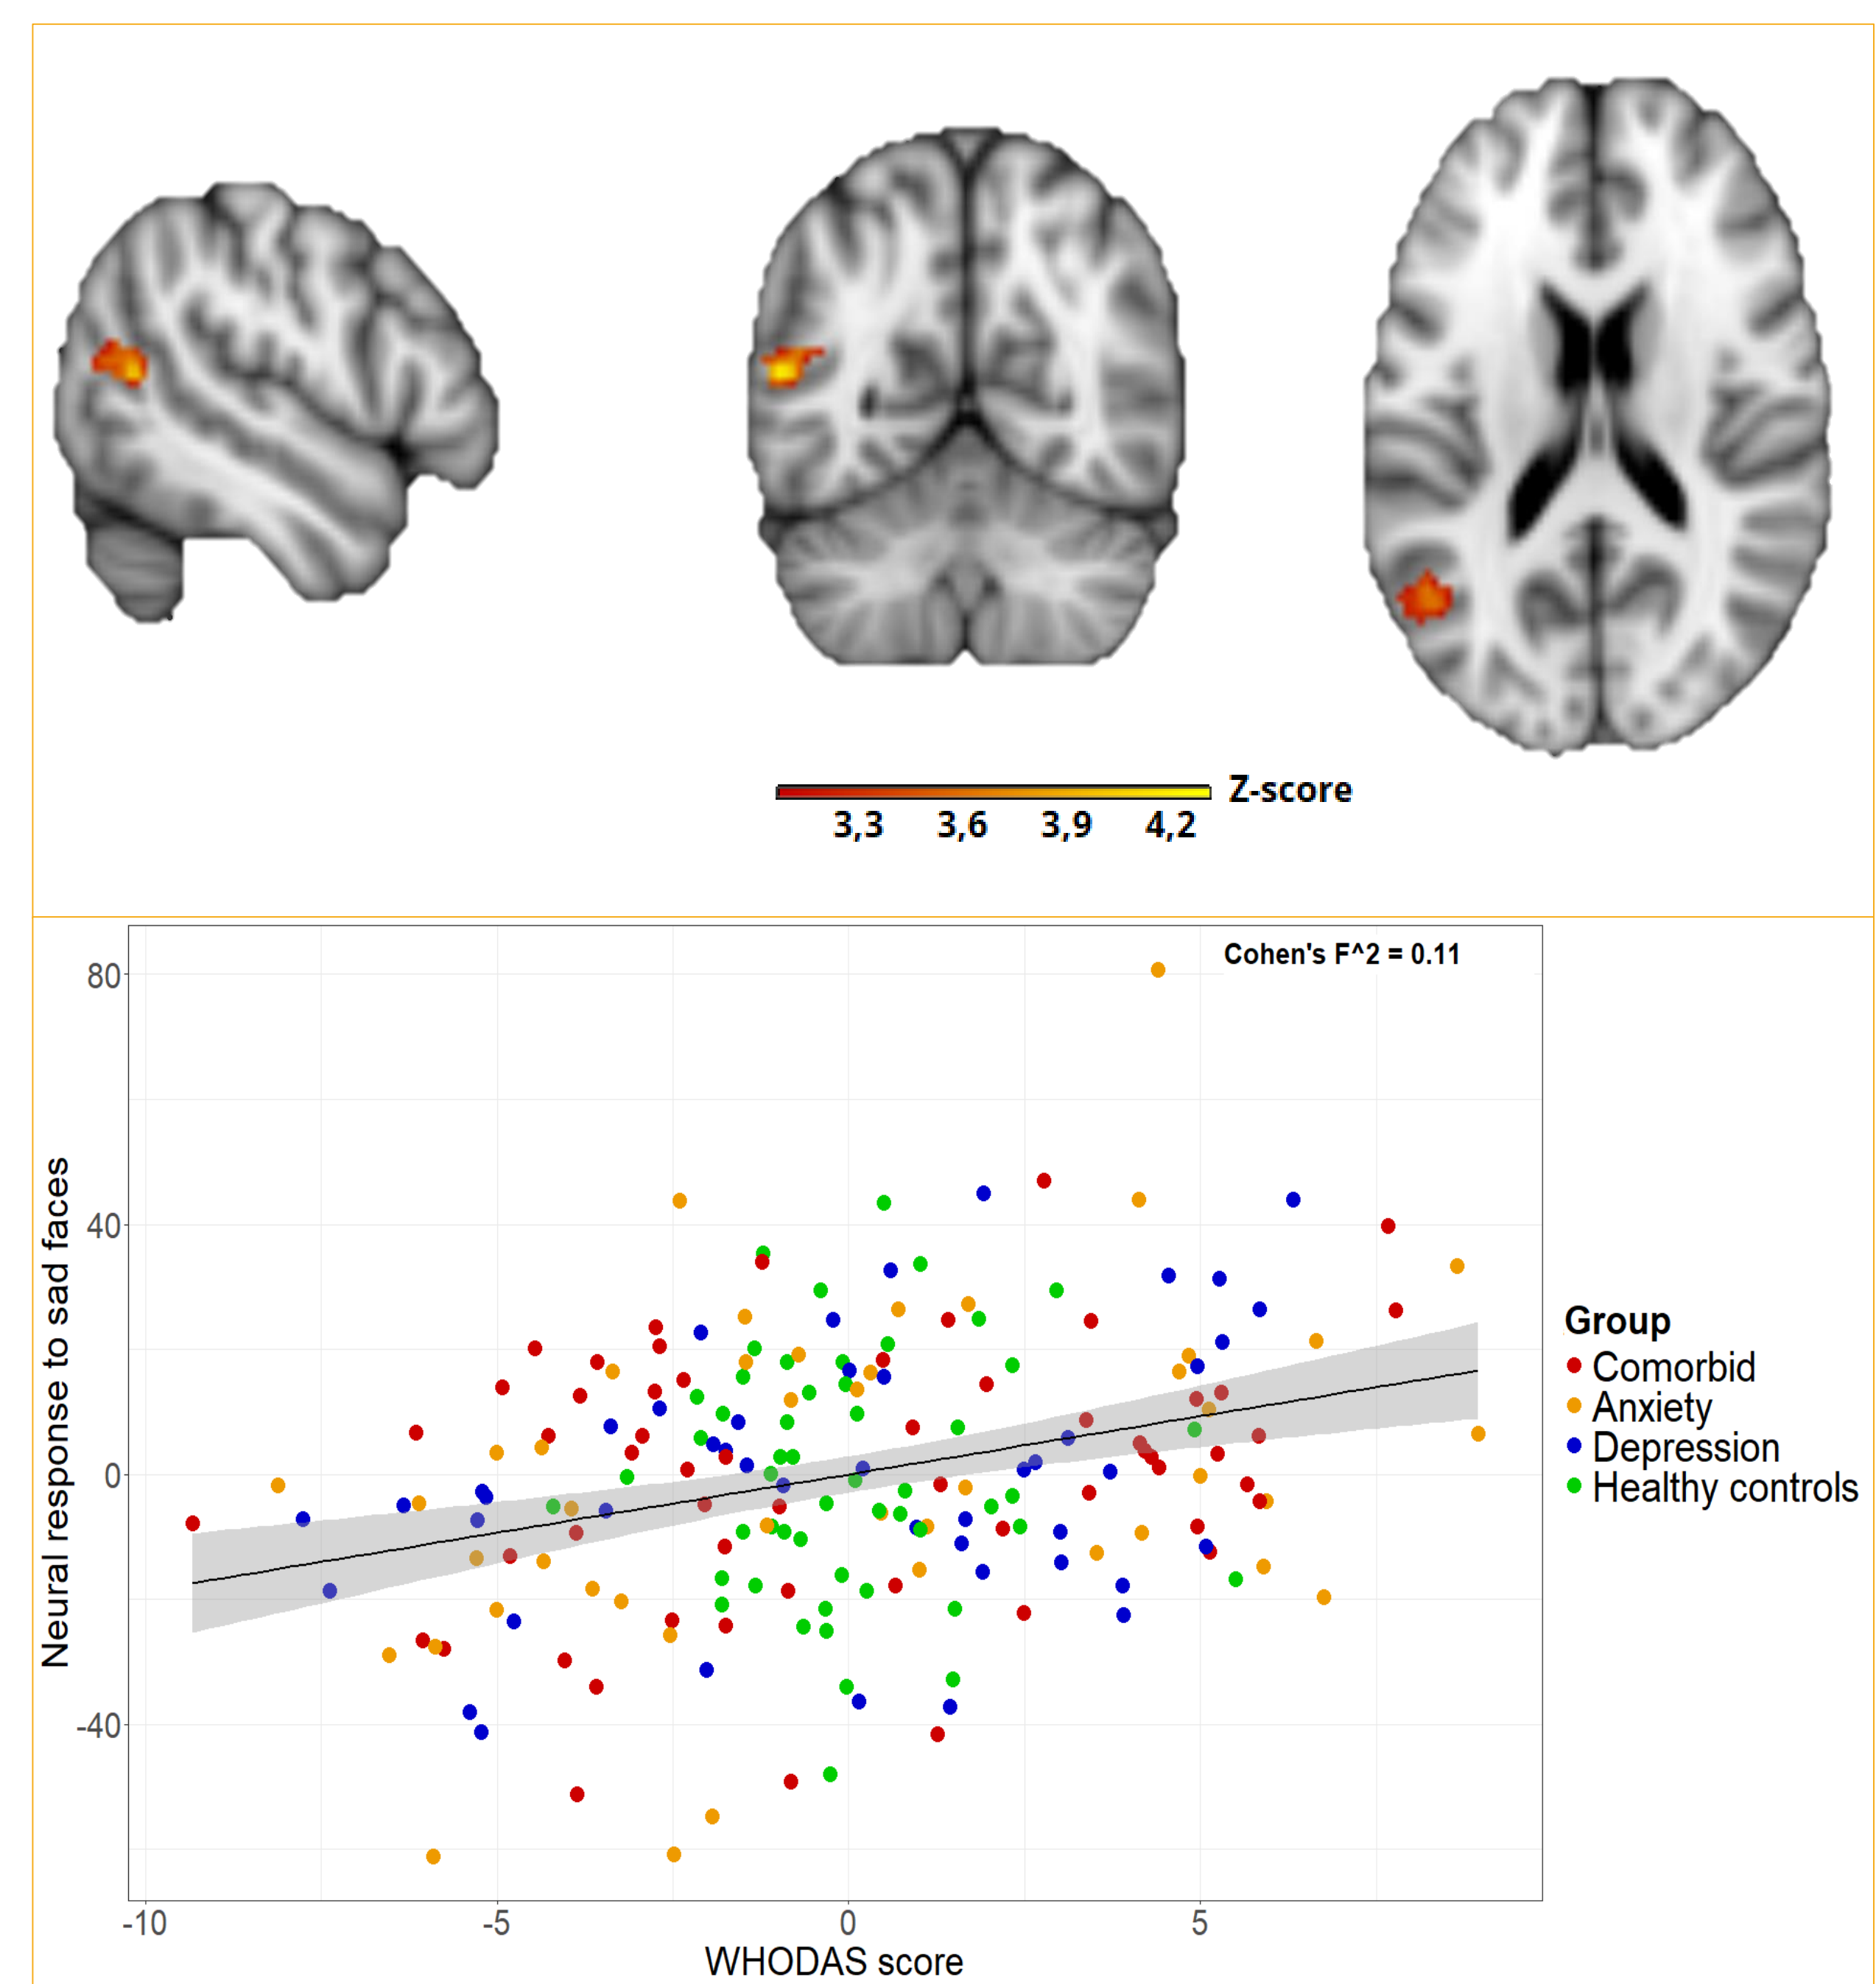 Z-score
3,3 3,6 3,9 4,2
Cohen's F^2 = 0.11
80
40
0
-40
Neural response to sad faces
-10 -5 0 5
WHODAS score
Group
Comorbid
Anxiety
Depression
Healthy controls